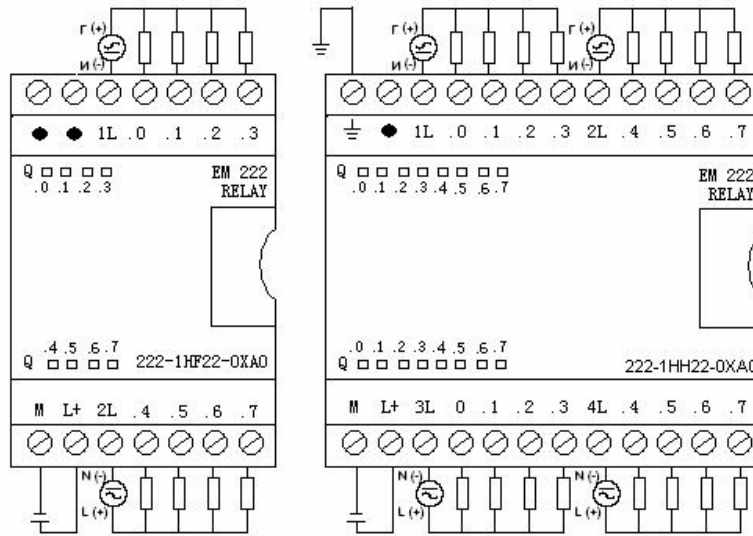 Г (+)
И (-)
1L .0 .1 .2 .3
Q
.0 .1 .2 .3
EM 222
RELAY
.4 .5 .6 .7
Q
222-1HF22-0XA0
M L+ 2L .4 .5 .6 .7
N (-)
L (+)
Г (+)
И (-)
Г (+)
И (-)
1L .0 .1 .2 .3 2L .4 .5 .6 .7
Q
.0 .1 .2 .3 .4 .5 .6 .7
EM 222
RELAY
.0 .1 .2 .3 .4 .5 .6 .7
Q
222-1HH22-0XA0
M L+ 3L 0 .1 .2 .3 4L .4 .5 .6 .7
N (-)
L (+)
N (-)
L (+)